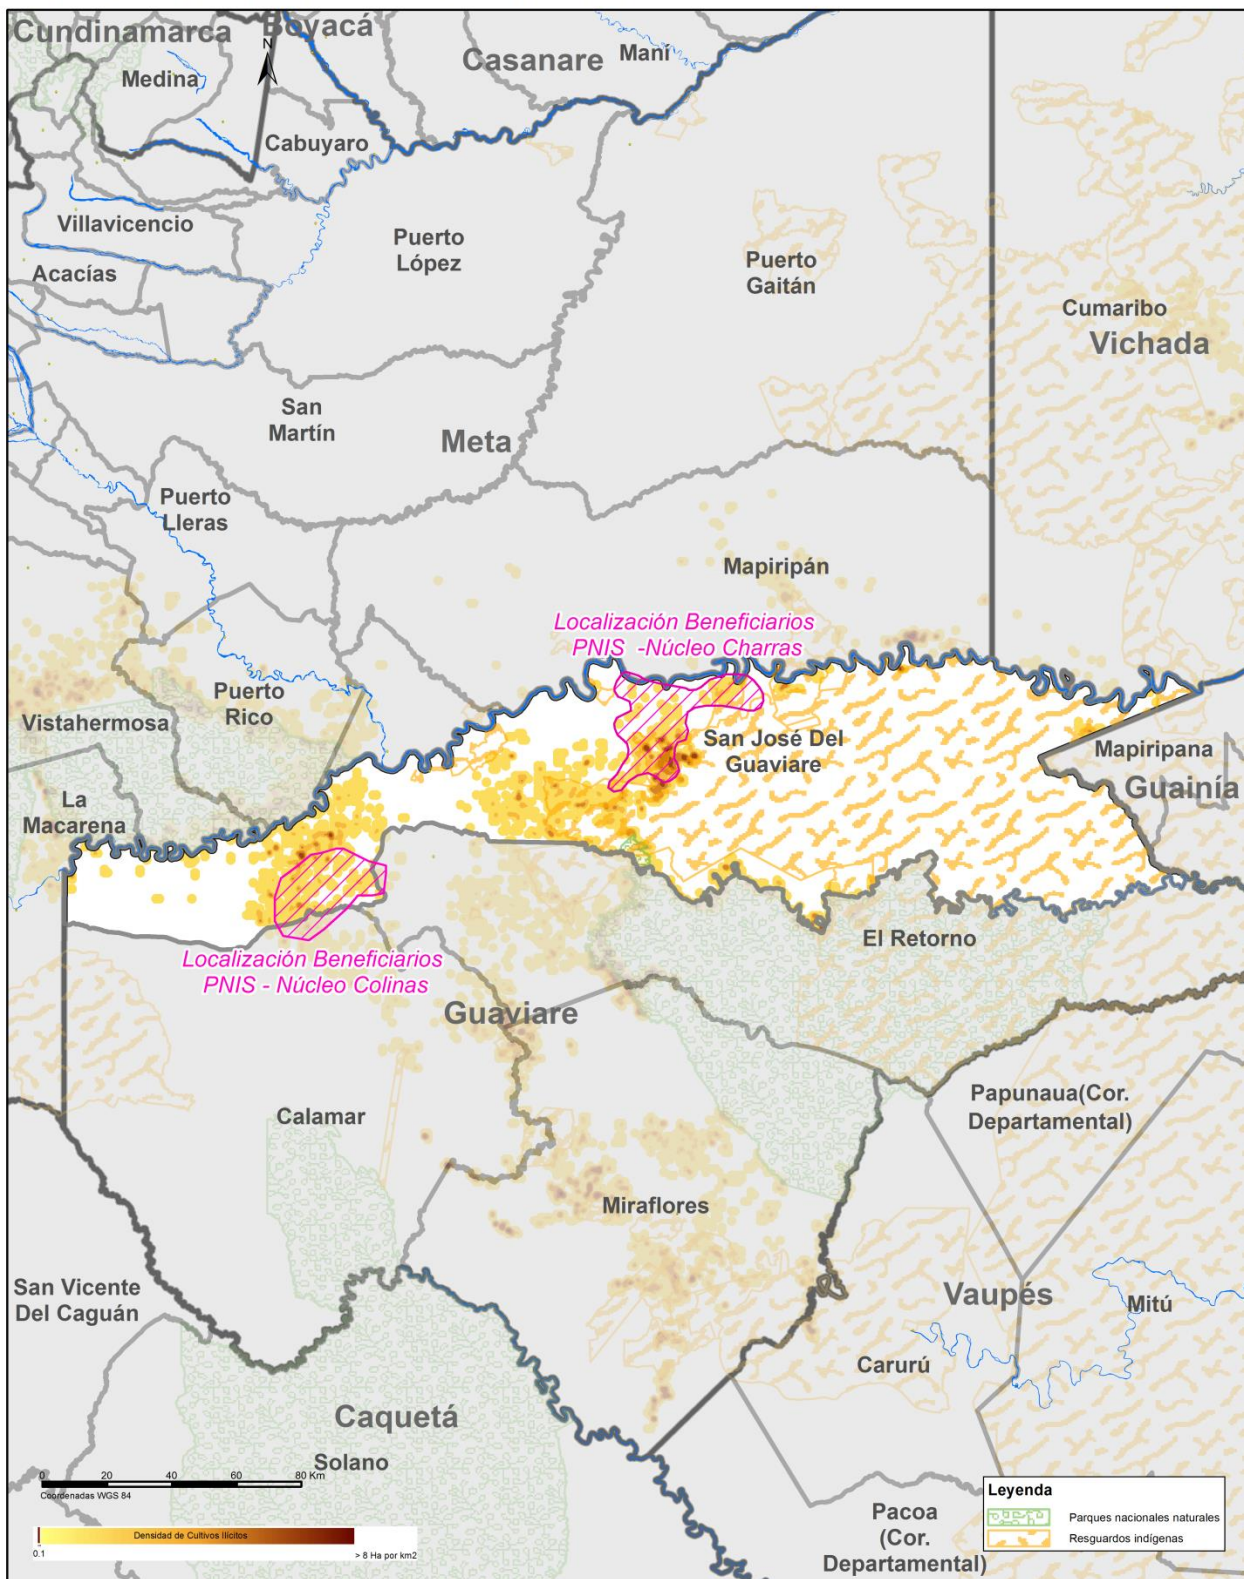 Cundinamarca
Boyacá
N
Casanare
Maní
Medina
Cabuyaro
Villavicencio
Puerto
López
Acacías
Puerto
Gaitán
Cumaribo
Vichada
San
Martín
Meta
Puerto
Lleras
Mapiripán
Localización Beneficiarios
PNIS -Núcleo Charras
Puerto
Rico
Vistahermosa
San José Del
Guaviare
Mapiripana
Guainía
La
Macarena
El Retorno
Localización Beneficiarios
PNIS - Núcleo Colinas
Guaviare
Calamar
Papunaua(Cor.
Departamental)
Miraflores
San Vicente
Del Caguán
Vaupés
Mitú
Carurú
Caquetá
Solano
0 20 40 60 80 Km
Coordenadas WGS 84
Leyenda
Parques nacionales naturales
Resguardos indígenas
Pacoa
(Cor.
Departamental)
Densidad de Cultivos Ilícitos
0.1 > 8 Ha por km2